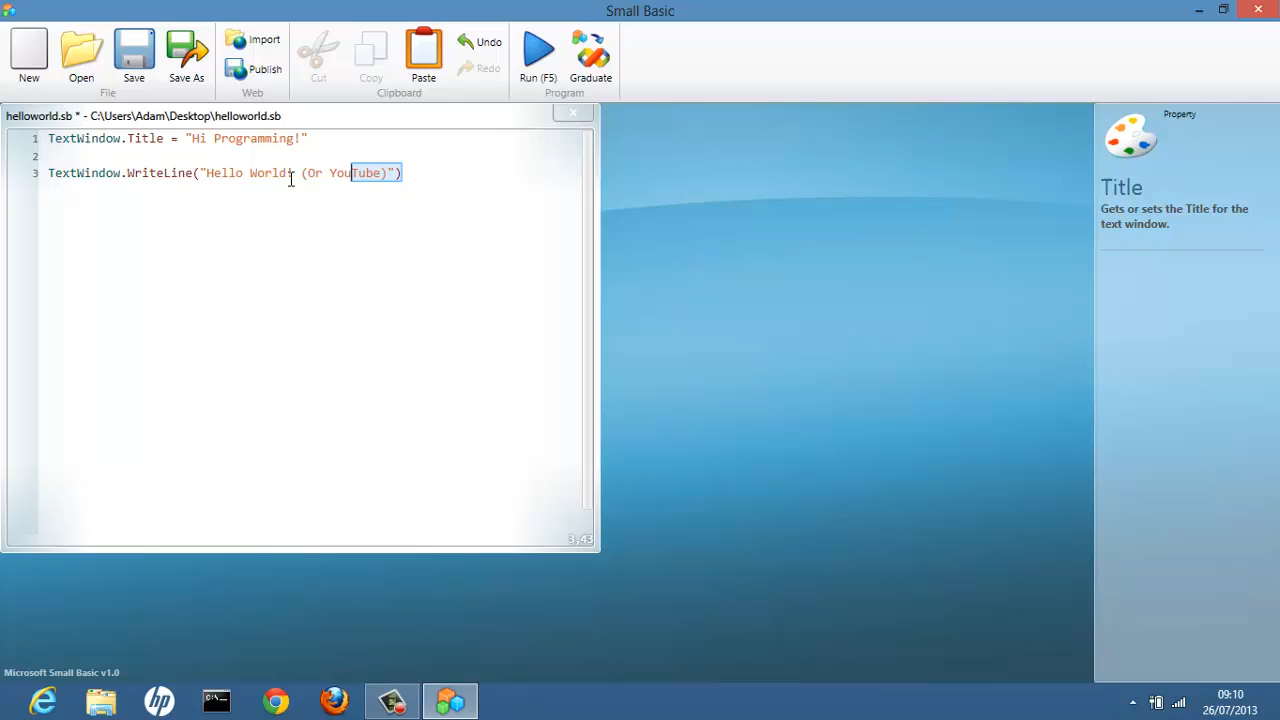 Small Basic
New
Open
Save
Save As
Import
Publish
Cut
Copy
Paste
Undo
Redo
Run (F5)
Graduate
File
Web
Clipboard
Program
helloworld.sb * - C:\Users\Adam\Desktop\helloworld.sb
1 TextWindow.Title = "Hi Programming!"
2
3 TextWindow.WriteLine("Hello World! (Or YouTube)")
3,43
Property
Title
Gets or sets the Title for the
text window.
Microsoft Small Basic v1.0
hp
C:\
09:10
26/07/2013